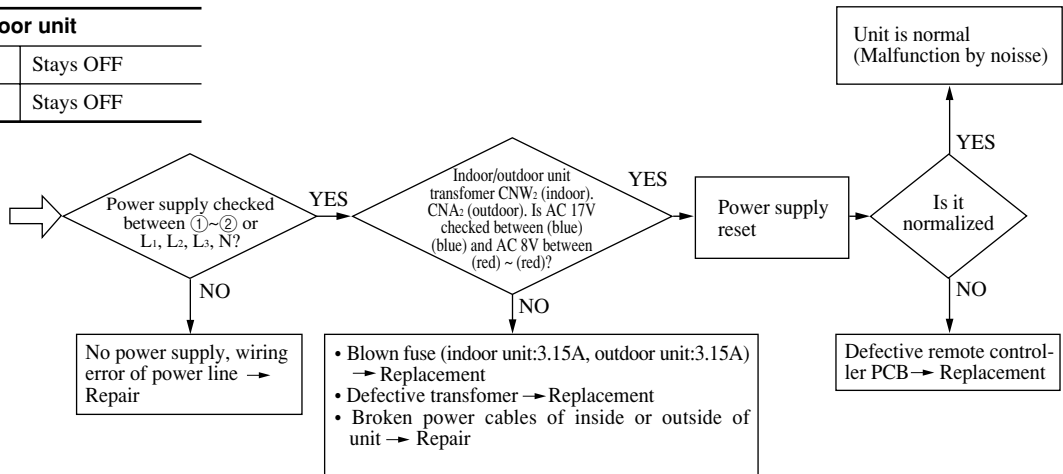 oor unit
Stays OFF
Stays OFF
Power supply checked
between ①~② or
L1, L2, L3, N?
YES
NO
No power supply, wiring
error of power line →
Repair
Indoor/outdoor unit
transfomer CNW2 (indoor).
CNA2 (outdoor). Is AC 17V
checked between (blue)
(blue) and AC 8V between
(red) ~ (red)?
YES
NO
• Blown fuse (indoor unit:3.15A, outdoor unit:3.15A)
→ Replacement
• Defective transfomer → Replacement
• Broken power cables of inside or outside of
unit → Repair
Power supply
reset
Is it
normalized
YES
Unit is normal
(Malfunction by noisse)
NO
Defective remote control-
ler PCB → Replacement